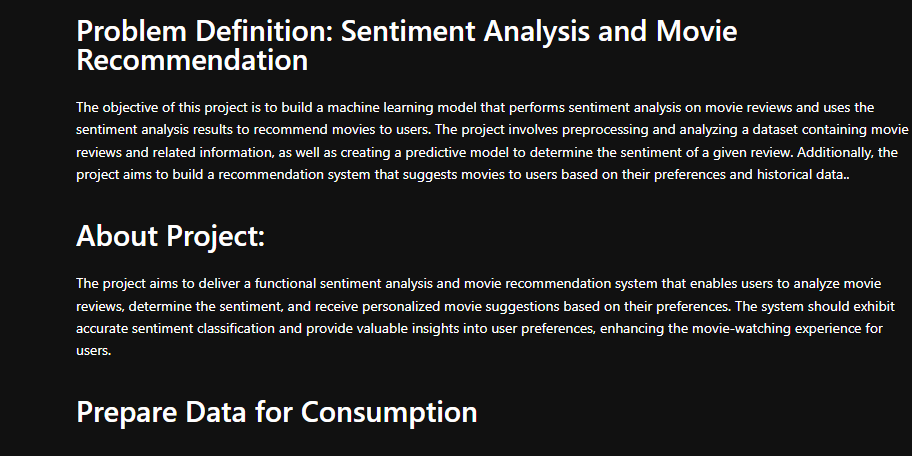 Problem Definition: Sentiment Analysis and Movie
Recommendation
The objective of this project is to build a machine learning model that performs sentiment analysis on movie reviews and uses the
sentiment analysis results to recommend movies to users. The project involves preprocessing and analyzing a dataset containing movie
reviews and related information, as well as creating a predictive model to determine the sentiment of a given review. Additionally, the
project aims to build a recommendation system that suggests movies to users based on their preferences and historical data..
About Project:
The project aims to deliver a functional sentiment analysis and movie recommendation system that enables users to analyze movie
reviews, determine the sentiment, and receive personalized movie suggestions based on their preferences. The system should exhibit
accurate sentiment classification and provide valuable insights into user preferences, enhancing the movie-watching experience for
users.
Prepare Data for Consumption